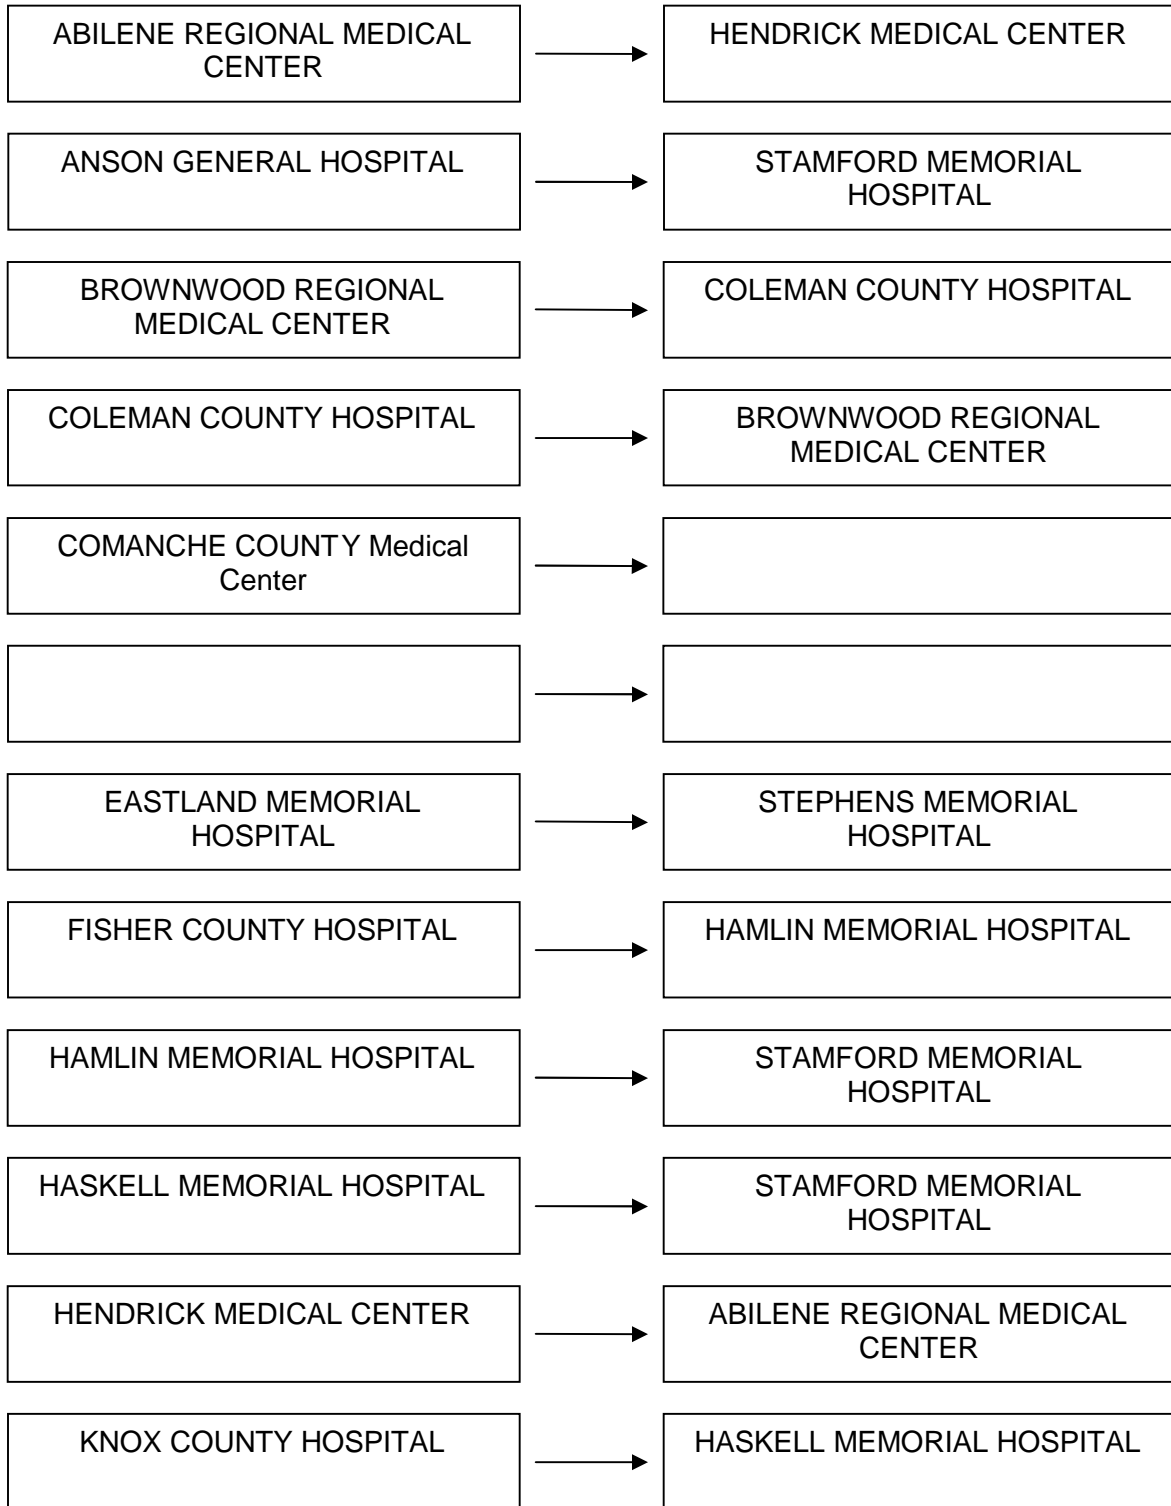 ABILENE REGIONAL MEDICAL
CENTER
HENDRICK MEDICAL CENTER
ANSON GENERAL HOSPITAL
STAMFORD MEMORIAL
HOSPITAL
BROWNWOOD REGIONAL
MEDICAL CENTER
COLEMAN COUNTY HOSPITAL
COLEMAN COUNTY HOSPITAL
BROWNWOOD REGIONAL
MEDICAL CENTER
COMANCHE COUNTY Medical
Center
EASTLAND MEMORIAL
HOSPITAL
STEPHENS MEMORIAL
HOSPITAL
FISHER COUNTY HOSPITAL
HAMLIN MEMORIAL HOSPITAL
HAMLIN MEMORIAL HOSPITAL
STAMFORD MEMORIAL
HOSPITAL
HASKELL MEMORIAL HOSPITAL
STAMFORD MEMORIAL
HOSPITAL
HENDRICK MEDICAL CENTER
ABILENE REGIONAL MEDICAL
CENTER
KNOX COUNTY HOSPITAL
HASKELL MEMORIAL HOSPITAL